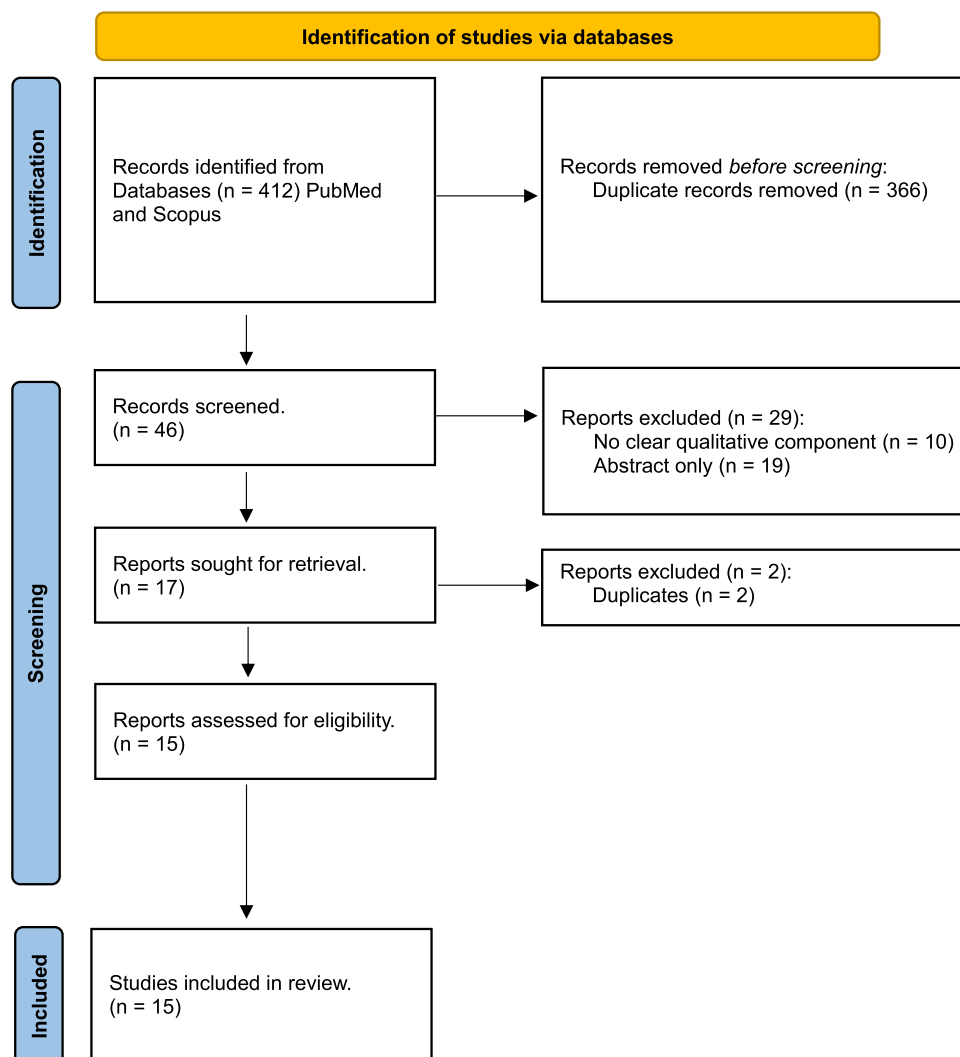 Identification of studies via databases
Identification
Records identified from
Databases (n = 412) PubMed
and Scopus
Records removed before screening:
Duplicate records removed (n = 366)
Screening
Records screened.
(n = 46)
Reports excluded (n = 29):
No clear qualitative component (n = 10)
Abstract only (n = 19)
Reports sought for retrieval.
(n = 17)
Reports excluded (n = 2):
Duplicates (n = 2)
Reports assessed for eligibility.
(n = 15)
Included
Studies included in review.
(n = 15)